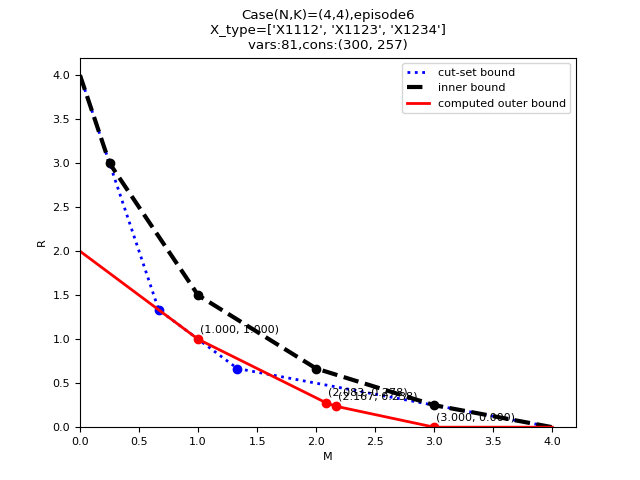 Case(N,K)=(4,4),episode6
X_type=['X1112', 'X1123', 'X1234']
vars:81,cons:(300, 257)
cut-set bound
inner bound
computed outer bound
R
4.0
3.5
3.0
2.5
2.0
1.5
1.0
0.5
0.0
(1.000, 1.000)
(3.000, 0.000)
0.0 0.5 1.0 1.5 2.0 2.5 3.0 3.5 4.0
M